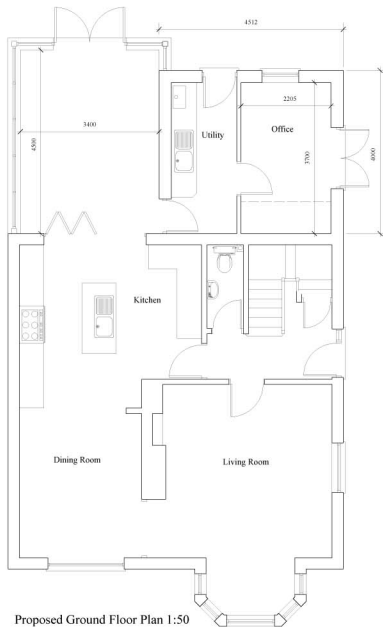 4512
2205
3400
Utility
Office
4500
3700
4000
Kitchen
Dining Room
Living Room
Proposed Ground Floor Plan 1:50